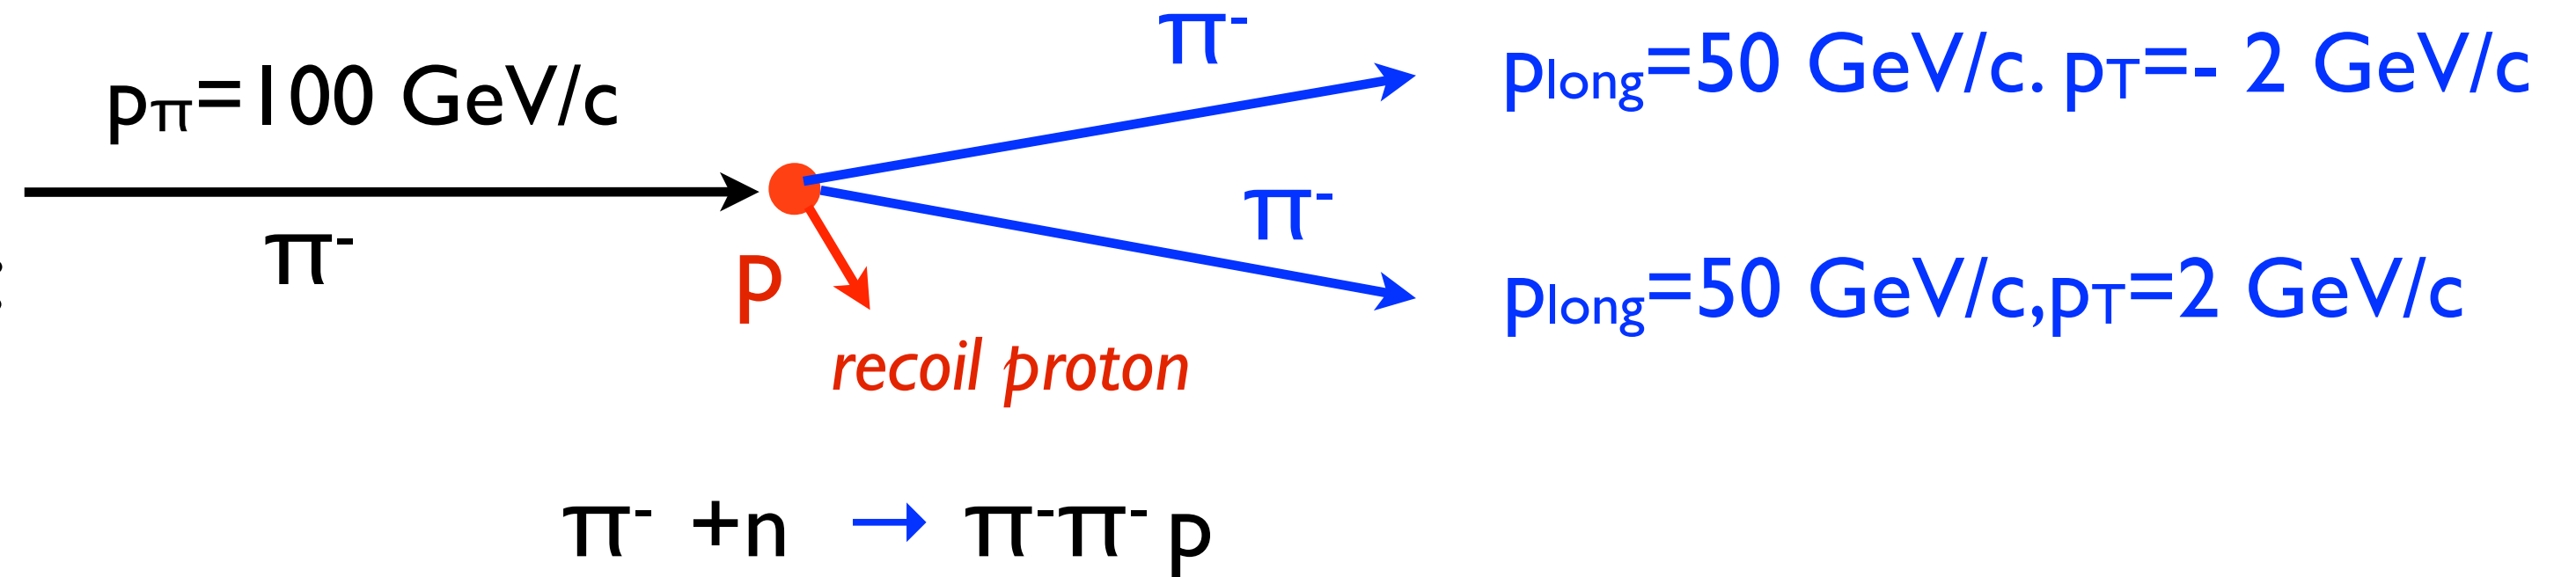 π-
plong=50 GeV/c. pT=- 2 GeV/c
pπ=100 GeV/c
π-
π-
p
plong=50 GeV/c,pT=2 GeV/c
recoil proton
π- +n → π-π- p